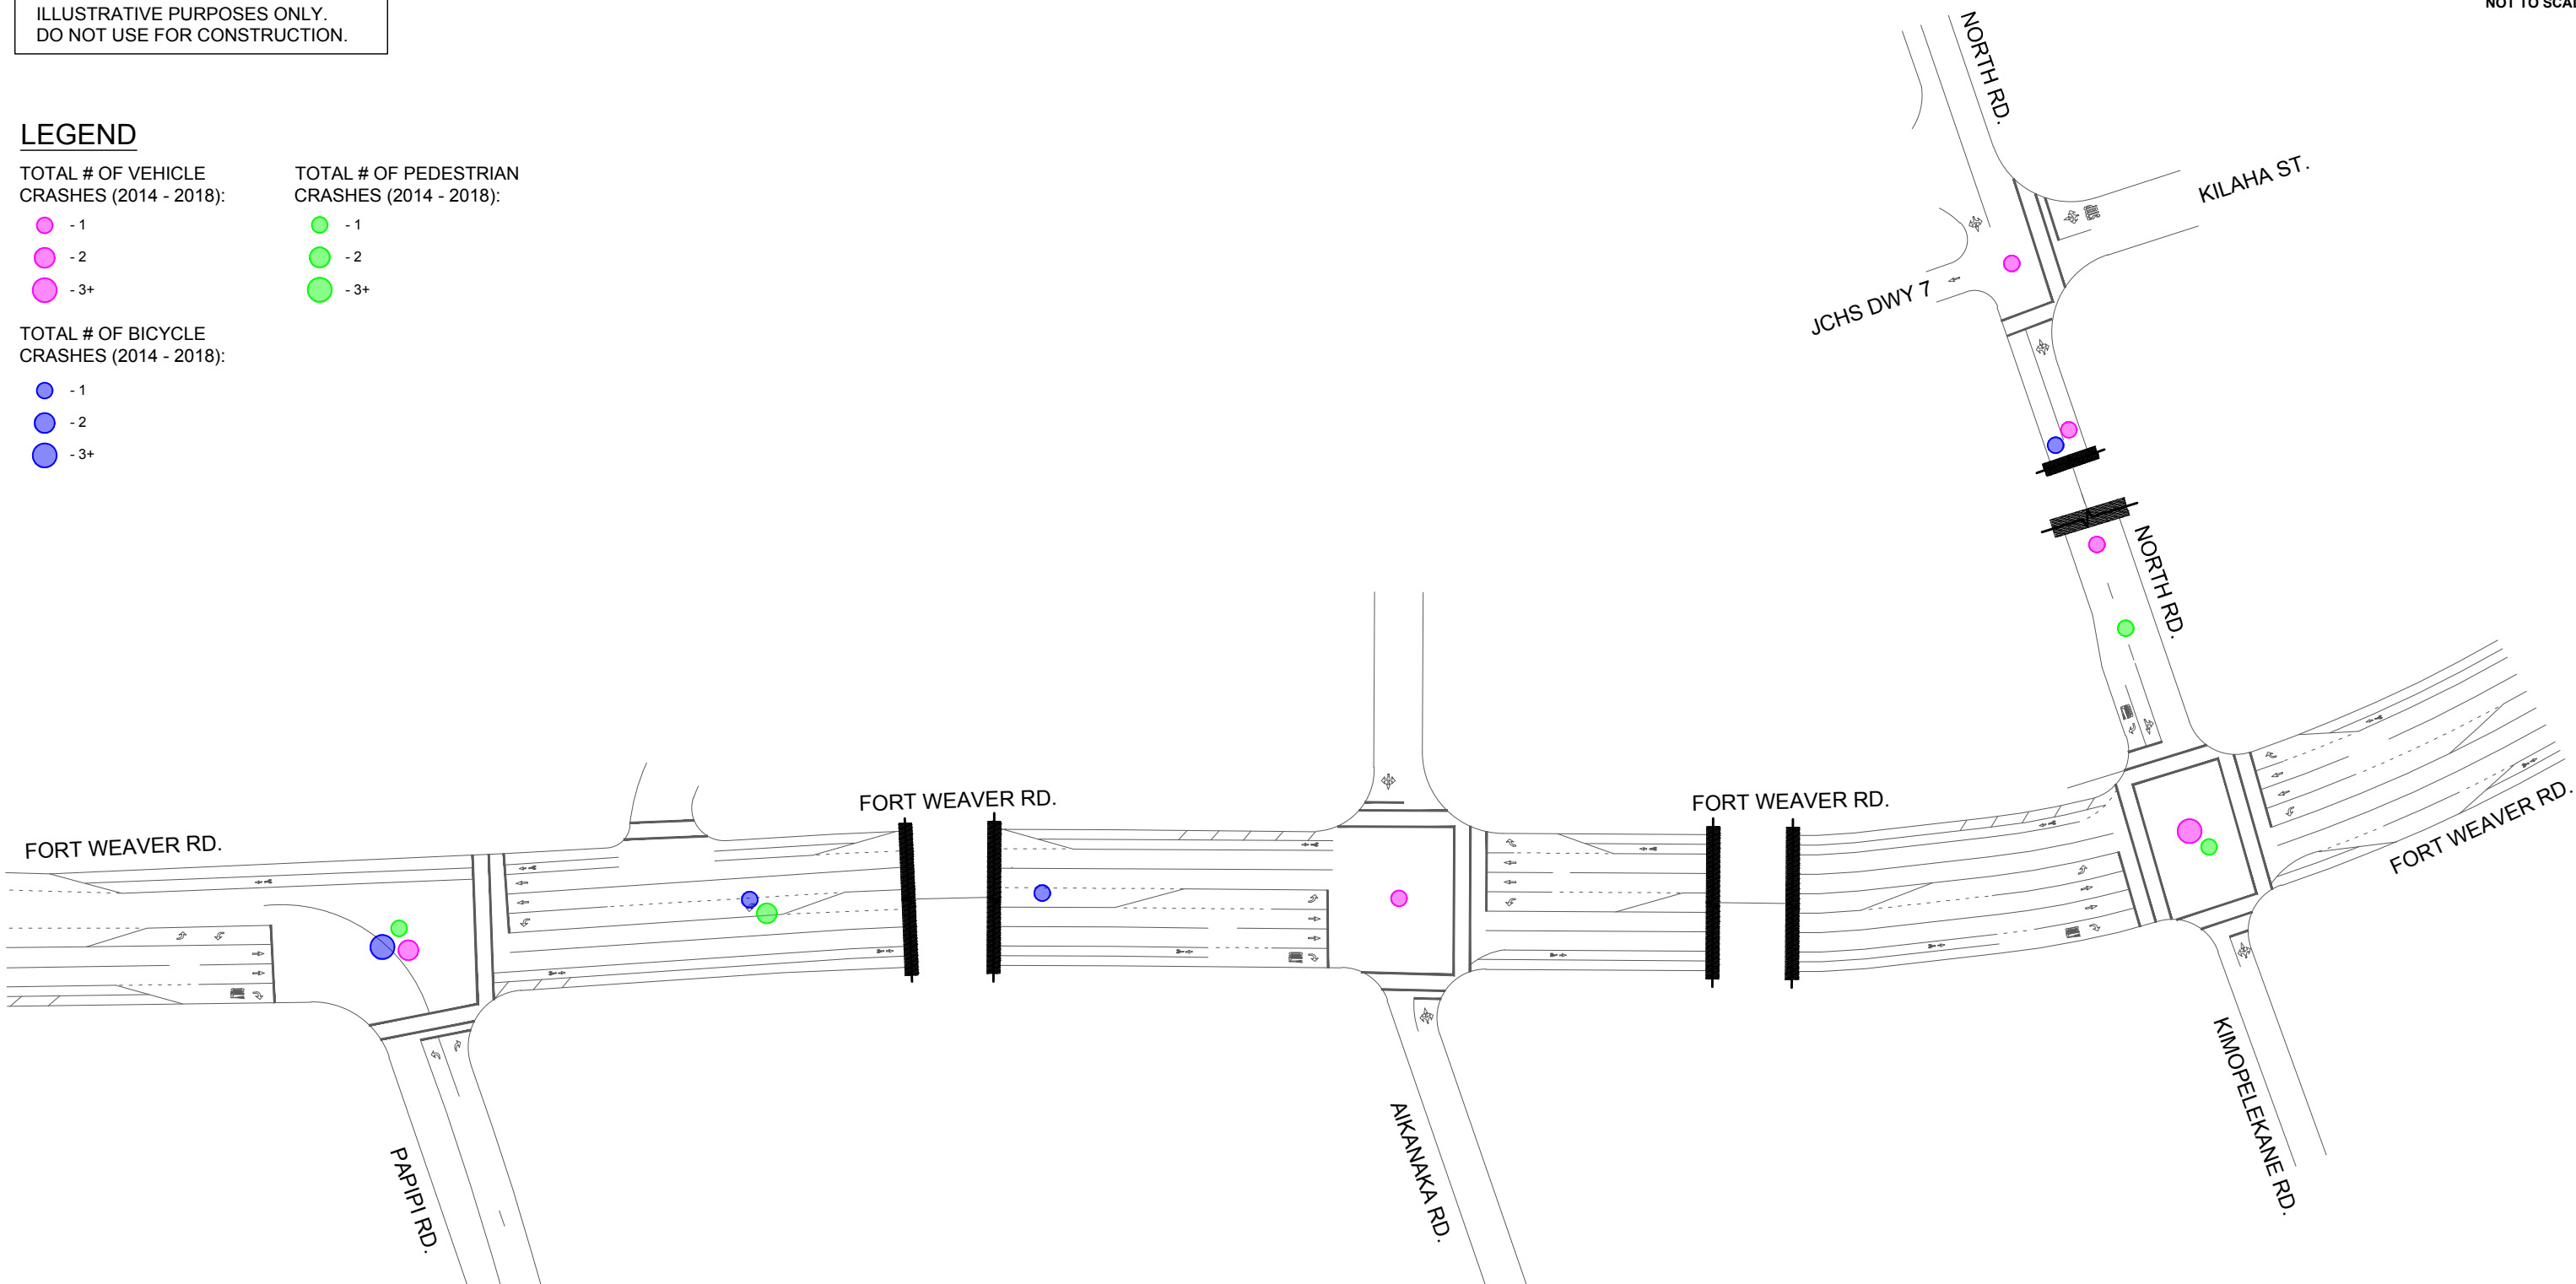 ILLUSTRATIVE PURPOSES ONLY.
DO NOT USE FOR CONSTRUCTION.
LEGEND
TOTAL # OF VEHICLE
CRASHES (2014 - 2018):
- 1
- 2
- 3+
TOTAL # OF PEDESTRIAN
CRASHES (2014 - 2018):
- 1
- 2
- 3+
TOTAL # OF BICYCLE
CRASHES (2014 - 2018):
- 1
- 2
- 3+
NORTH RD.
KILAHA ST.
JCHS DWY 7
NORTH RD.
FORT WEAVER RD.
FORT WEAVER RD.
FORT WEAVER RD.
FORT WEAVER RD.
PAPIPI RD.
AIKANAKA RD.
KIMOPELEKANE RD.